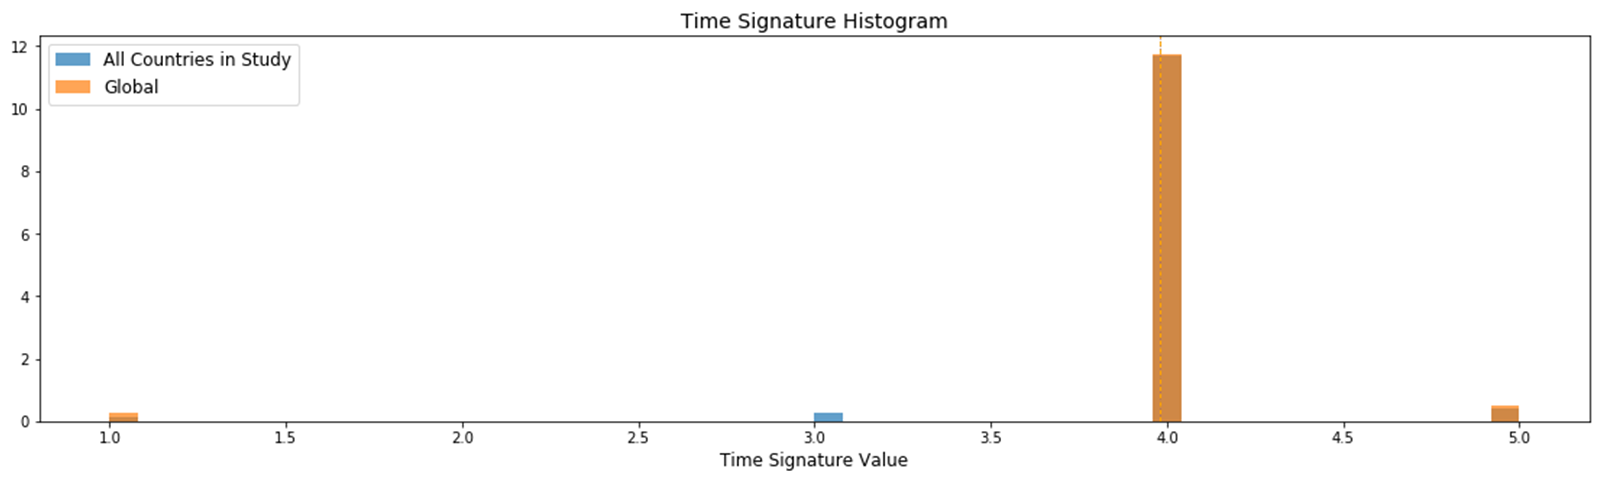 Time Signature Histogram
All Countries in Study
Global
12
10
8
6
4
2
0
1.0 1.5 2.0 2.5 3.0 3.5 4.0 4.5 5.0
Time Signature Value